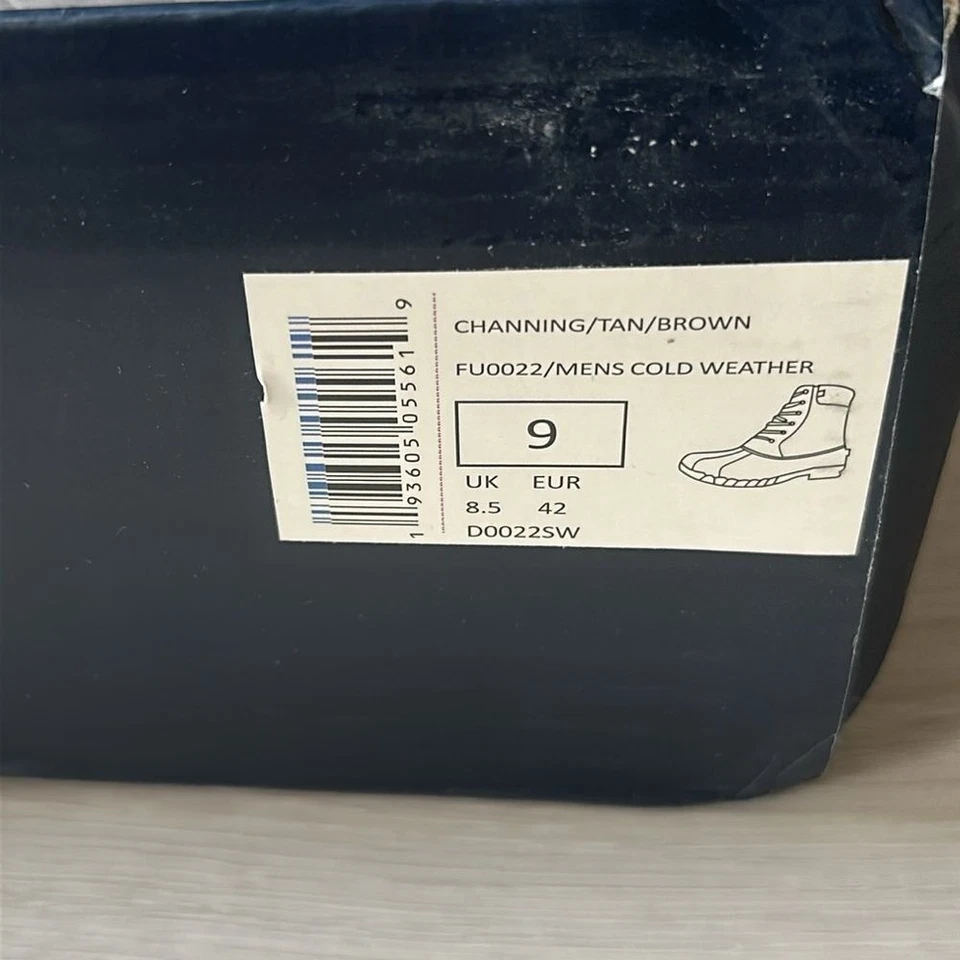 CHANNING/TAN/BROWN
FU0022/MENS COLD WEATHER
9
UK EUR
8.5 42
D0022SW
1 93605 05561 9